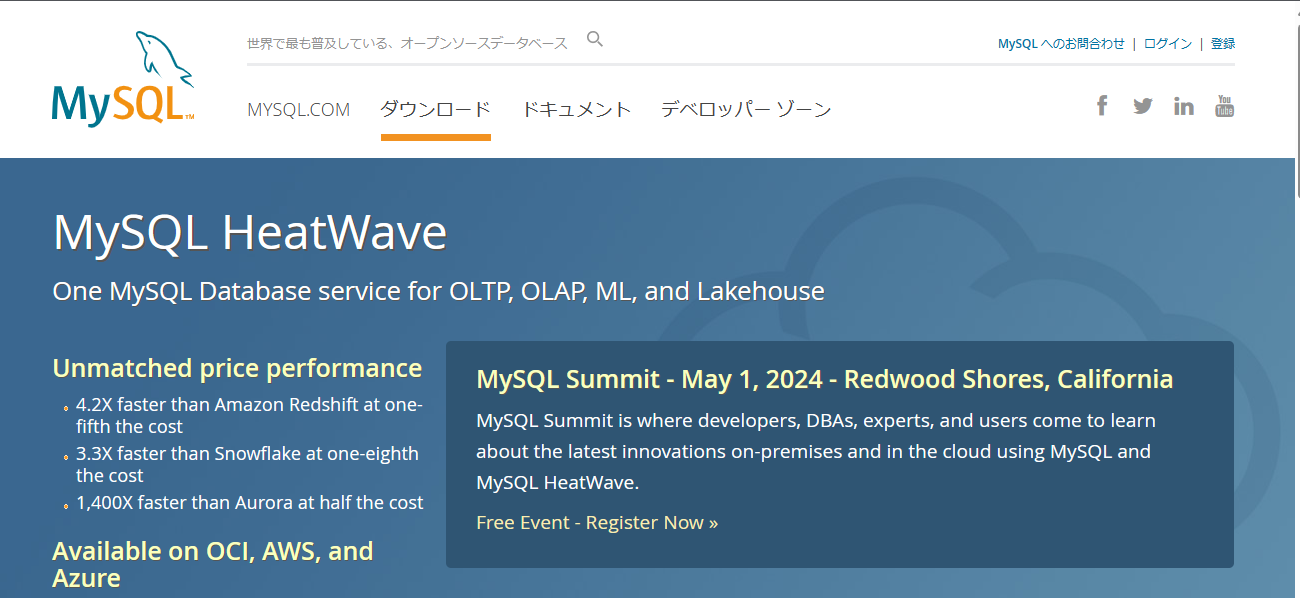 世界で最も普及している、オープンソースデータベース
MySQL へのお問合わせ | ログイン | 登録
MySQL™
MYSQL.COM ダウンロード ドキュメント デベロッパー ゾーン
f in You Tube
MySQL HeatWave
One MySQL Database service for OLTP, OLAP, ML, and Lakehouse
Unmatched price performance
4.2X faster than Amazon Redshift at one-
fifth the cost
3.3X faster than Snowflake at one-eighth
the cost
1,400X faster than Aurora at half the cost
Available on OCI, AWS, and
Azure
MySQL Summit - May 1, 2024 - Redwood Shores, California
MySQL Summit is where developers, DBAs, experts, and users come to learn
about the latest innovations on-premises and in the cloud using MySQL and
MySQL HeatWave.
Free Event - Register Now »